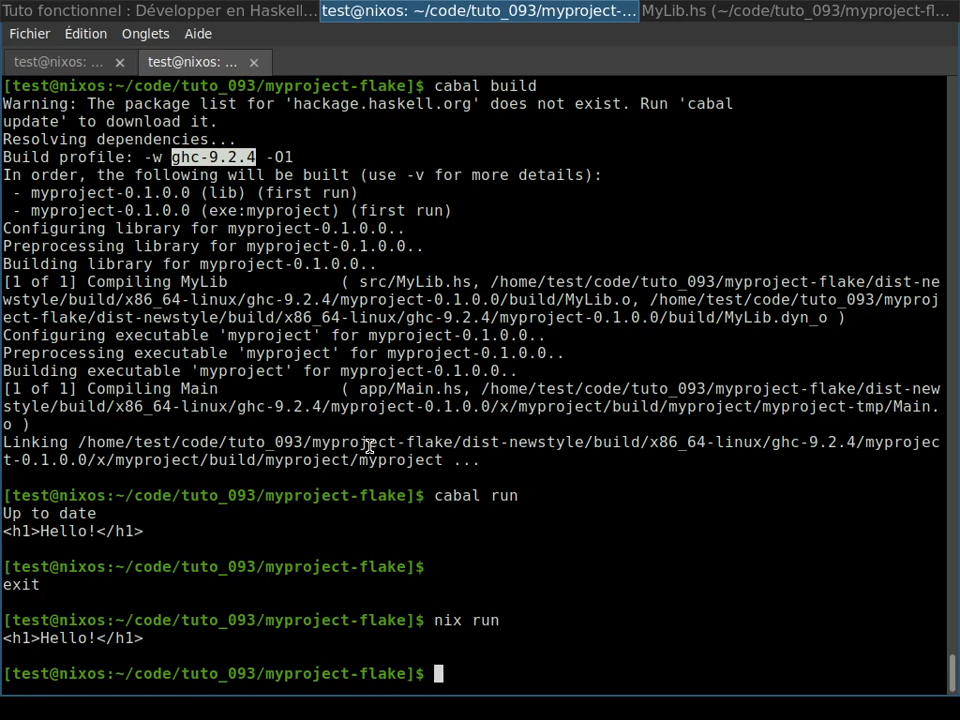 Tuto fonctionnel : Développer en Haskell... test@nixos: ~/code/tuto_093/myproject-... MyLib.hs (~/code/tuto_093/myproject-fl...
Fichier Édition Onglets Aide
test@nixos: ... × test@nixos: ... ×
[test@nixos:~/code/tuto_093/myproject-flake]$ cabal build
Warning: The package list for 'hackage.haskell.org' does not exist. Run 'cabal
update' to download it.
Resolving dependencies...
Build profile: -w ghc-9.2.4 -O1
In order, the following will be built (use -v for more details):
- myproject-0.1.0.0 (lib) (first run)
- myproject-0.1.0.0 (exe:myproject) (first run)
Configuring library for myproject-0.1.0.0..
Preprocessing library for myproject-0.1.0.0..
Building library for myproject-0.1.0.0..
[1 of 1] Compiling MyLib ( src/MyLib.hs, /home/test/code/tuto_093/myproject-flake/dist-ne
wstyle/build/x86_64-linux/ghc-9.2.4/myproject-0.1.0.0/build/MyLib.o, /home/test/code/tuto_093/myproj
ect-flake/dist-newstyle/build/x86_64-linux/ghc-9.2.4/myproject-0.1.0.0/build/MyLib.dyn_o )
Configuring executable 'myproject' for myproject-0.1.0.0..
Preprocessing executable 'myproject' for myproject-0.1.0.0..
Building executable 'myproject' for myproject-0.1.0.0..
[1 of 1] Compiling Main ( app/Main.hs, /home/test/code/tuto_093/myproject-flake/dist-new
style/build/x86_64-linux/ghc-9.2.4/myproject-0.1.0.0/x/myproject/build/myproject/myproject-tmp/Main.
o )
Linking /home/test/code/tuto_093/myproject-flake/dist-newstyle/build/x86_64-linux/ghc-9.2.4/myprojec
t-0.1.0.0/x/myproject/build/myproject/myproject ...
[test@nixos:~/code/tuto_093/myproject-flake]$ cabal run
Up to date
<h1>Hello!</h1>
[test@nixos:~/code/tuto_093/myproject-flake]$
exit
[test@nixos:~/code/tuto_093/myproject-flake]$ nix run
<h1>Hello!</h1>
[test@nixos:~/code/tuto_093/myproject-flake]$